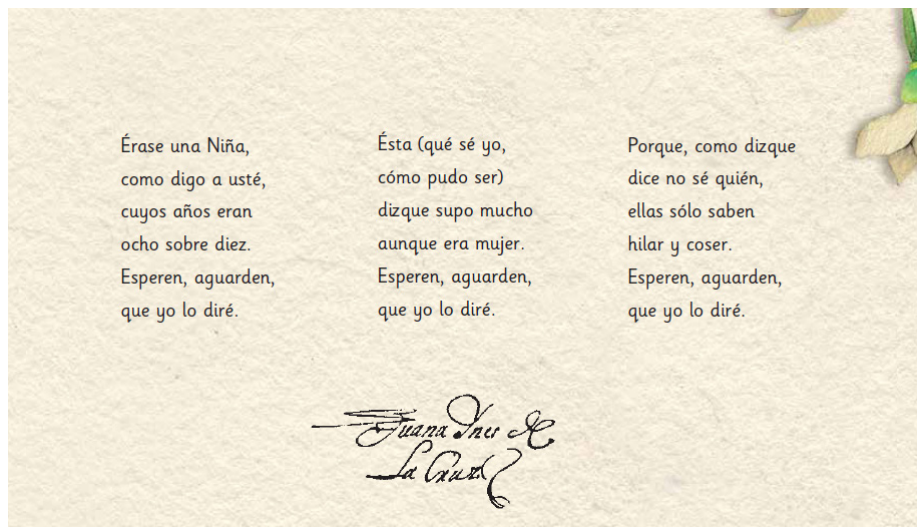 Érase una Niña,
como digo a usté,
cuyos años eran
ocho sobre diez.
Esperen, aguarden,
que yo lo diré.
Ésta (qué sé yo,
cómo pudo ser)
dizque supo mucho
aunque era mujer.
Esperen, aguarden,
que yo lo diré.
Porque, como dizque
dice no sé quién,
ellas sólo saben
hilar y coser.
Esperen, aguarden,
que yo lo diré.
Juana Ynes de
La Cruz